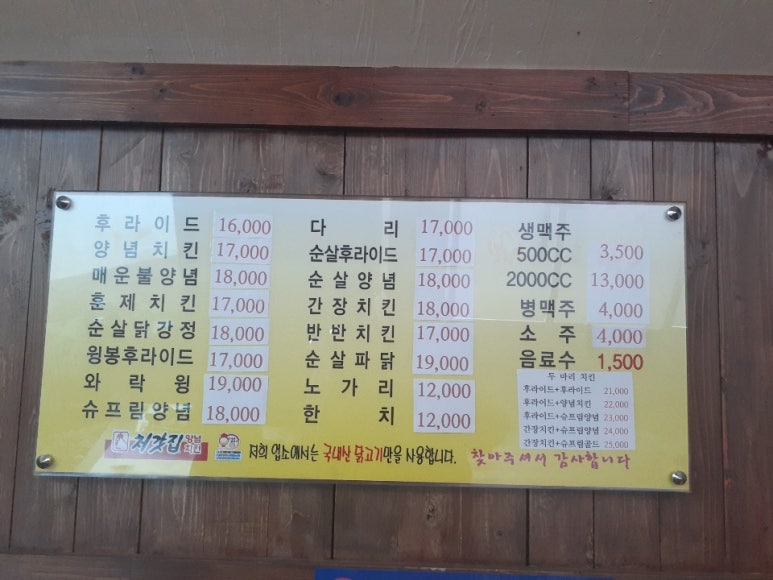 후라이드 16,000
양념치킨 17,000
매운불양념 18,000
훈제치킨 17,000
순살닭강정 18,000
윙봉후라이드 17,000
와락윙 19,000
슈프림양념 18,000
다리 17,000
순살후라이드 17,000
순살양념 18,000
간장치킨 18,000
반반치킨 17,000
순살파닭 19,000
노가리 12,000
한치 12,000
생맥주
500CC 3,500
2000CC 13,000
병맥주 4,000
소주 4,000
음료수 1,500
두 마리 치킨
후라이드+후라이드 21,000
후라이드+양념치킨 22,000
후라이드+슈프림양념 23,000
간장치킨+슈프림양념 24,000
간장치킨+슈프림골드 25,000
처갓집 양념치킨
저희 업소에서는 국내산 닭고기만을 사용합니다.
찾아주셔서 감사합니다